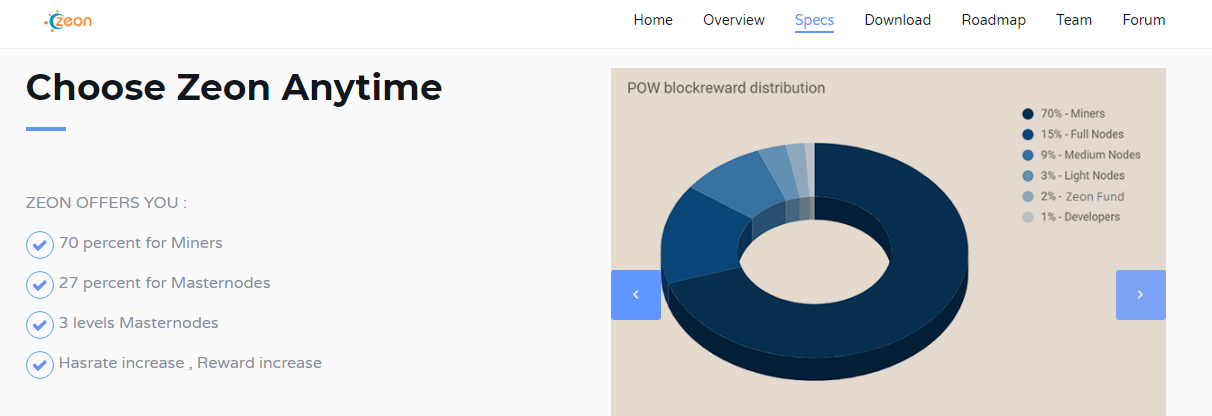 zeon
Home
Overview
Specs
Download
Roadmap
Team
Forum
Choose Zeon Anytime
ZEON OFFERS YOU :
70 percent for Miners
27 percent for Masternodes
3 levels Masternodes
Hasrate increase , Reward increase
POW blockreward distribution
70% - Miners
15% - Full Nodes
9% - Medium Nodes
3% - Light Nodes
2% - Zeon Fund
1% - Developers